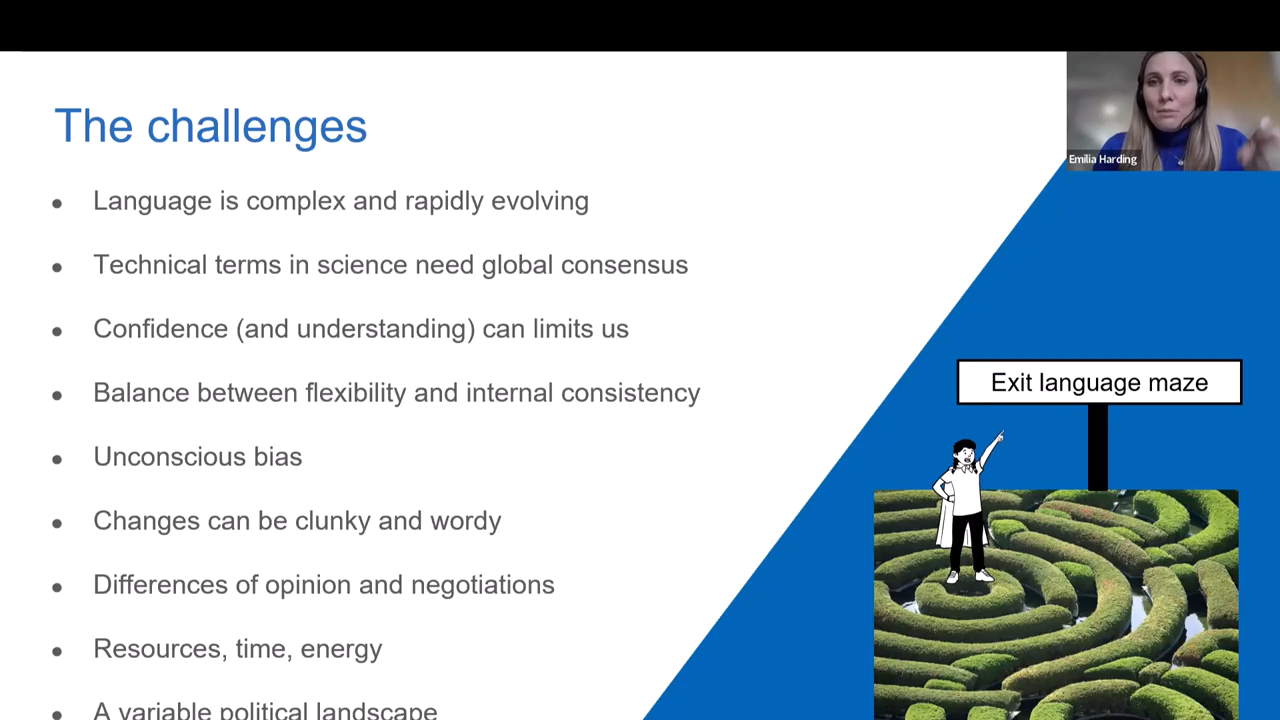 The challenges
Emilia Harding
• Language is complex and rapidly evolving
• Technical terms in science need global consensus
• Confidence (and understanding) can limits us
• Balance between flexibility and internal consistency
• Unconscious bias
• Changes can be clunky and wordy
• Differences of opinion and negotiations
• Resources, time, energy
• A variable political landscape
Exit language maze